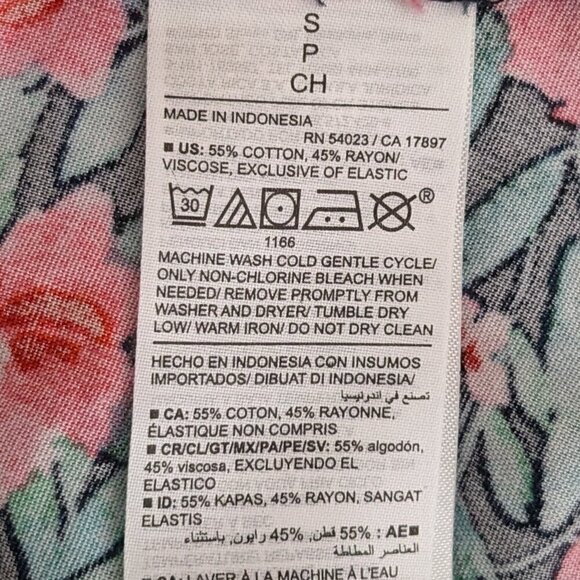 S
P
CH
MADE IN INDONESIA
RN 54023 / CA 17897
■ US: 55% COTTON, 45% RAYON/
VISCOSE, EXCLUSIVE OF ELASTIC
30
®
1166
MACHINE WASH COLD GENTLE CYCLE/
ONLY NON-CHLORINE BLEACH WHEN
NEEDED/ REMOVE PROMPTLY FROM
WASHER AND DRYER/ TUMBLE DRY
LOW/ WARM IRON/ DO NOT DRY CLEAN
HECHO EN INDONESIA CON INSUMOS
IMPORTADOS/ DIBUAT DI INDONESIA/
تصنع في اندونيسيا
■ CA: 55% COTON, 45% RAYONNE,
ÉLASTIQUE NON COMPRIS
■ CR/CL/GT/MX/PA/PE/SV: 55% algodón,
45% viscosa, EXCLUYENDO EL
ELÁSTICO
■ ID: 55% KAPAS, 45% RAYON, SANGAT
ELASTIS
■ AE: 55% قطن, 45% رايون, باستثناء
العناصر المطاطة
■ CA: LAVER À LA MACHINE À L'EAU